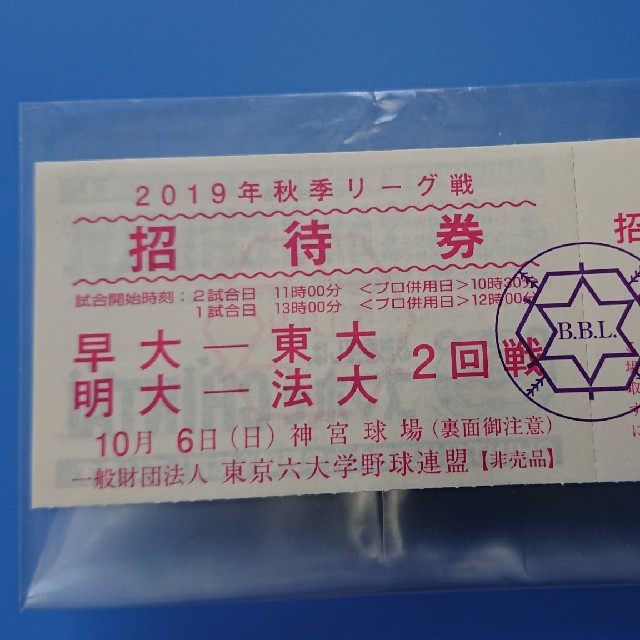 2019年秋季リーグ戦
招待券
試合開始時刻：2試合日 11時00分 <プロ併用日>10時30分
1試合日 13時00分 <プロ併用日>12時00分
早大―東大 2回戦
明大―法大
10月 6日(日)神宮球場(裏面御注意)
一般財団法人 東京六大学野球連盟【非売品】
B.B.L.
招